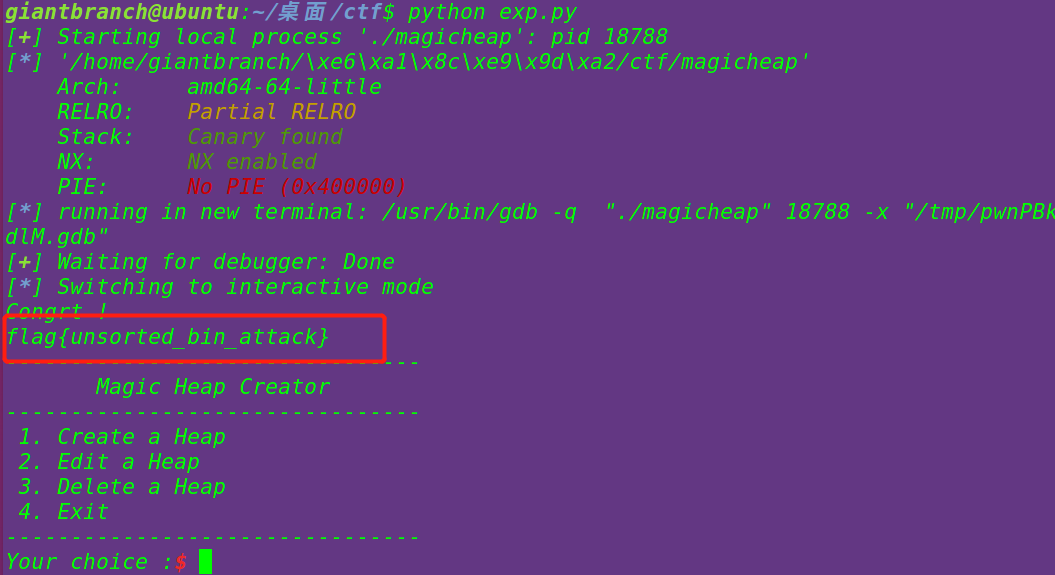 giantbranch@ubuntu:~/桌面/ctf$ python exp.py
[+] Starting local process './magicheap': pid 18788
[*] '/home/giantbranch/\xe6\xa1\x8c\xe9\x9d\xa2/ctf/magicheap'
    Arch:     amd64-64-little
    RELRO:    Partial RELRO
    Stack:    Canary found
    NX:       NX enabled
    PIE:      No PIE (0x400000)
[*] running in new terminal: /usr/bin/gdb -q  "./magicheap" 18788 -x "/tmp/pwnPBk
dlM.gdb"
[+] Waiting for debugger: Done
[*] Switching to interactive mode
Congrt !
flag{unsorted_bin_attack}
--------------------------------
       Magic Heap Creator
--------------------------------
 1. Create a Heap
 2. Edit a Heap
 3. Delete a Heap
 4. Exit
--------------------------------
Your choice :$